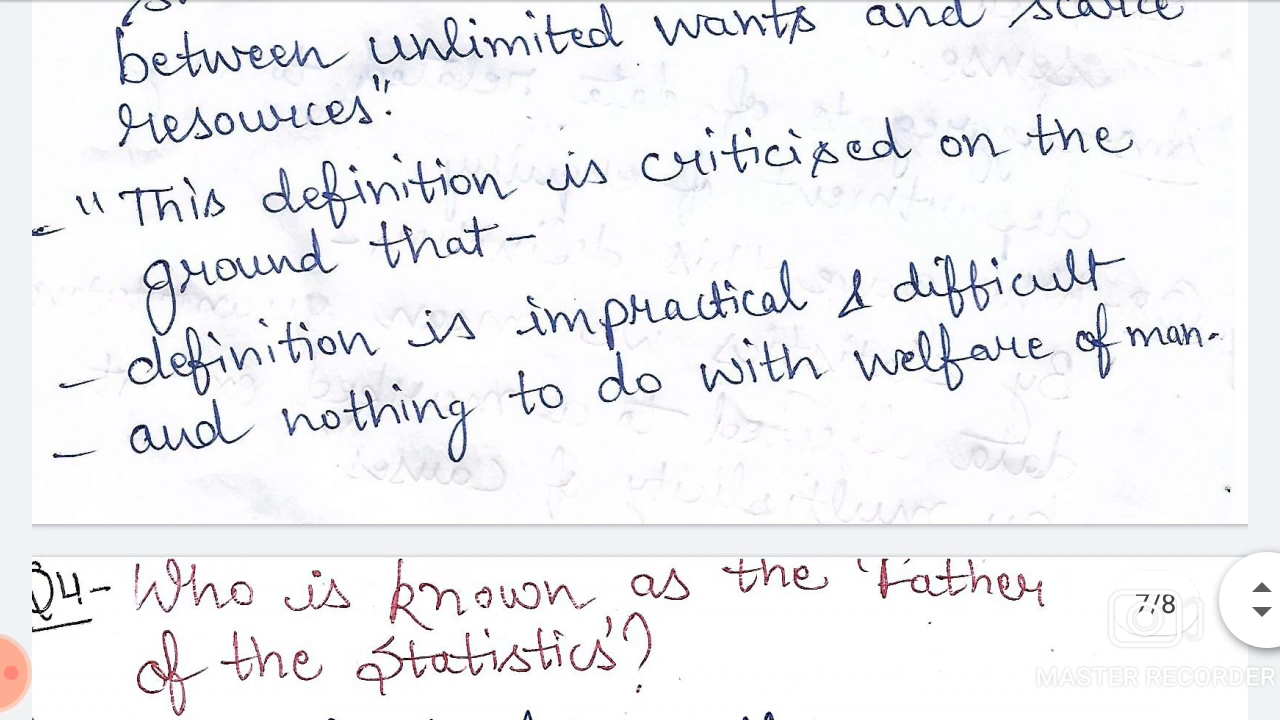 between unlimited wants and scarce
resources".
- "This definition is criticised on the
ground that -
- definition is impractical & difficult
- and nothing to do with welfare of man.
Q4- Who is known as the 'Father
of the Statistics'?
7/8
MASTER RECORDER